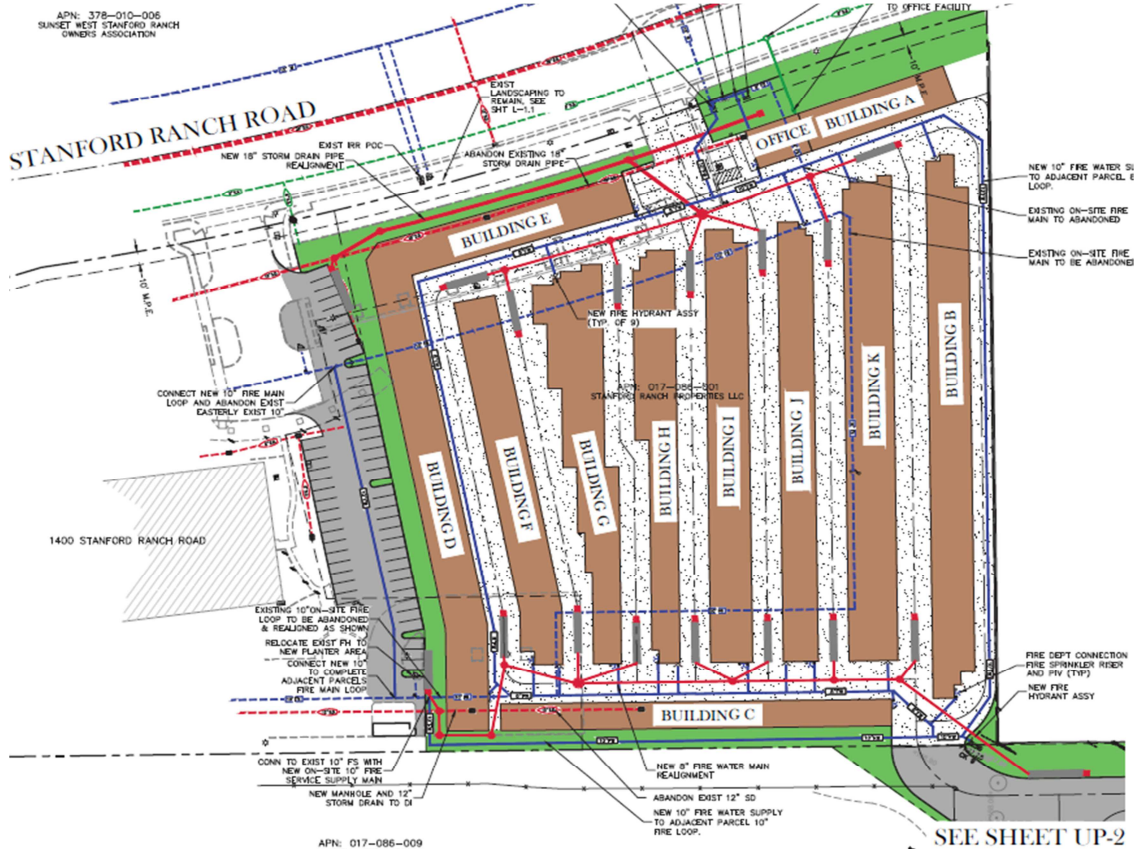 APN: 378-010-006
SUNSET WEST STANFORD RANCH
OWNERS ASSOCIATION
TO OFFICE FACILITY
EXIST
LANDSCAPING TO
REMAIN, SEE
SHT L-1.1
STANFORD RANCH ROAD
EXIST IRR POC
NEW 18" STORM DRAIN PIPE
REALIGNMENT
ABANDON EXISTING 18"
STORM DRAIN PIPE
10' M.P.E.
OFFICE
BUILDING A
NEW 10" FIRE WATER SU
TO ADJACENT PARCEL E
LOOP.
EXISTING ON-SITE FIRE
MAIN TO ABANDONED
EXISTING ON-SITE FIRE
MAIN TO BE ABANDONED
BUILDING E
10' M.P.E.
NEW FIRE HYDRANT ASSY
(TYP. OF 9)
CONNECT NEW 10" FIRE MAIN
LOOP AND ABANDON EXIST
EASTERLY EXIST 10"
APN: 017-086-001
STANFORD RANCH PROPERTIES LLC
BUILDING B
BUILDING K
BUILDING J
BUILDING I
BUILDING H
BUILDING G
BUILDING F
BUILDING D
1400 STANFORD RANCH ROAD
EXISTING 10" ON-SITE FIRE
LOOP TO BE ABANDONED
& REALIGNED AS SHOWN
RELOCATE EXIST FH TO
NEW PLANTER AREA
CONNECT NEW 10"
TO COMPLETE
ADJACENT PARCELS
FIRE MAIN LOOP
FIRE DEPT CONNECTION
FIRE SPRINKLER RISER
AND PIV (TYP)
NEW FIRE
HYDRANT ASSY
BUILDING C
CONN TO EXIST 10" FS WITH
NEW ON-SITE 10" FIRE
SERVICE SUPPLY MAIN
NEW MANHOLE AND 12"
STORM DRAIN TO DI
NEW 8" FIRE WATER MAIN
REALIGNMENT
ABANDON EXIST 12" SD
NEW 10" FIRE WATER SUPPLY
TO ADJACENT PARCEL 10"
FIRE LOOP.
APN: 017-086-009
SEE SHEET UP-2